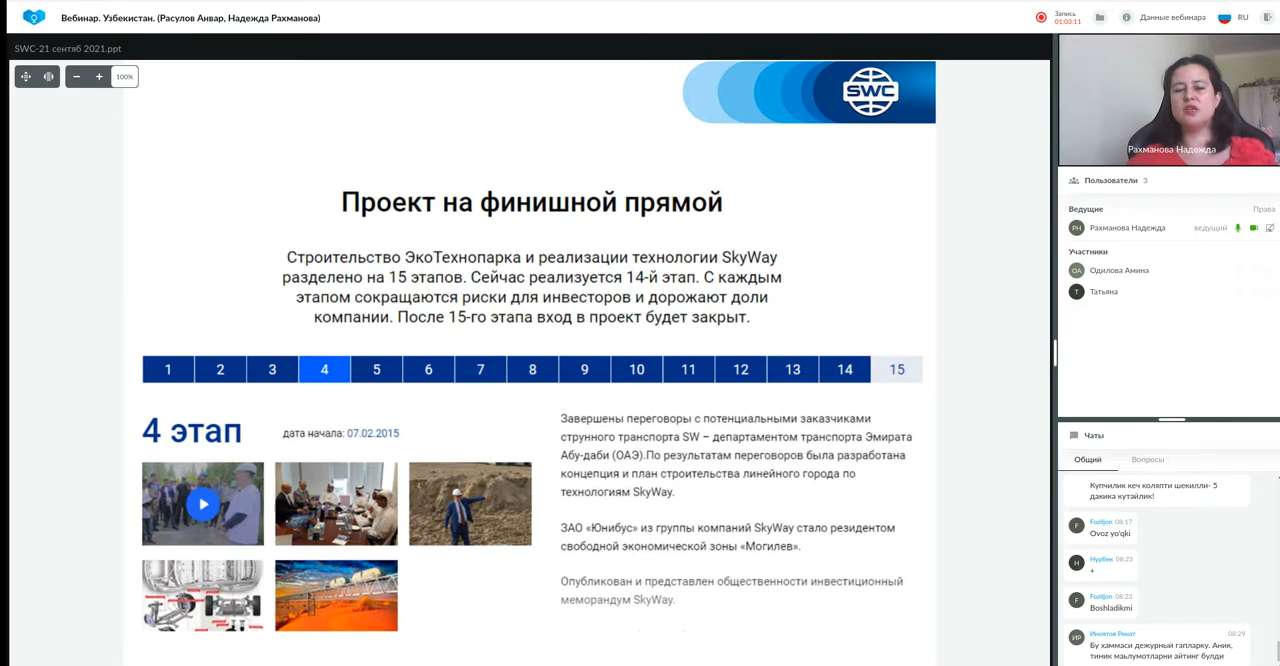 Вебинар. Узбекистан. (Расулов Анвар, Надежда Рахманова)
Запись
01:03:11
Данные вебинара
RU
SWC-21 сентяб 2021.ppt
100%
SWC
Проект на финишной прямой
Строительство ЭкоТехнопарка и реализации технологии SkyWay
разделено на 15 этапов. Сейчас реализуется 14-й этап. С каждым
этапом сокращаются риски для инвесторов и дорожают доли
компании. После 15-го этапа вход в проект будет закрыт.
1 2 3 4 5 6 7 8 9 10 11 12 13 14 15
4 этап
дата начала: 07.02.2015
Завершены переговоры с потенциальными заказчиками
струнного транспорта SW – департаментом транспорта Эмирата
Абу-даби (ОАЭ).По результатам переговоров была разработана
концепция и план строительства линейного города по
технологиям SkyWay.
ЗАО «Юнибус» из группы компаний SkyWay стало резидентом
свободной экономической зоны «Могилев».
Опубликован и представлен общественности инвестиционный
меморандум SkyWay.
Рахманова Надежда
Пользователи 3
Ведущие Права
РН Рахманова Надежда ведущий
Участники
ОА Одилова Амина
Т Татьяна
Чаты
Общий Вопросы
Купчилик кеч коляпти шекилли- 5
дакика кутайлик!
F Foziljon 08:17
Ovoz yo'qki
Н Нурбек 08:23
+
F Foziljon 08:23
Boshladikmi
ИР Иноятов Ренат 08:29
Бу хаммаси дежурный гапларку. Аник,
тиник маълумотларни айтинг булди